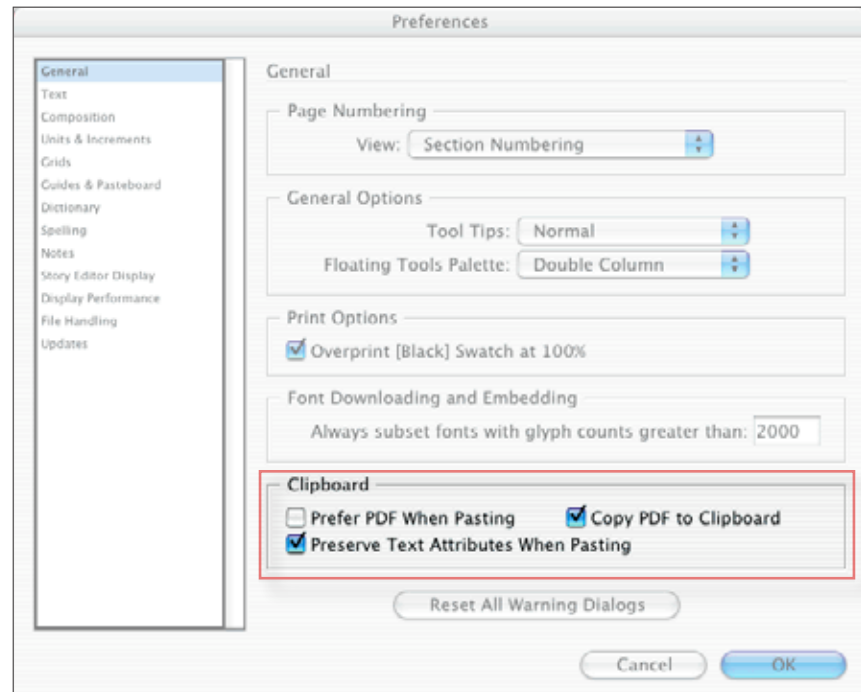 Preferences
General
Text
Composition
Units & Increments
Grids
Guides & Pasteboard
Dictionary
Spelling
Notes
Story Editor Display
Display Performance
File Handling
Updates
General
Page Numbering
View: Section Numbering
General Options
Tool Tips: Normal
Floating Tools Palette: Double Column
Print Options
Overprint [Black] Swatch at 100%
Font Downloading and Embedding
Always subset fonts with glyph counts greater than: 2000
Clipboard
Prefer PDF When Pasting Copy PDF to Clipboard
Preserve Text Attributes When Pasting
Reset All Warning Dialogs
Cancel OK